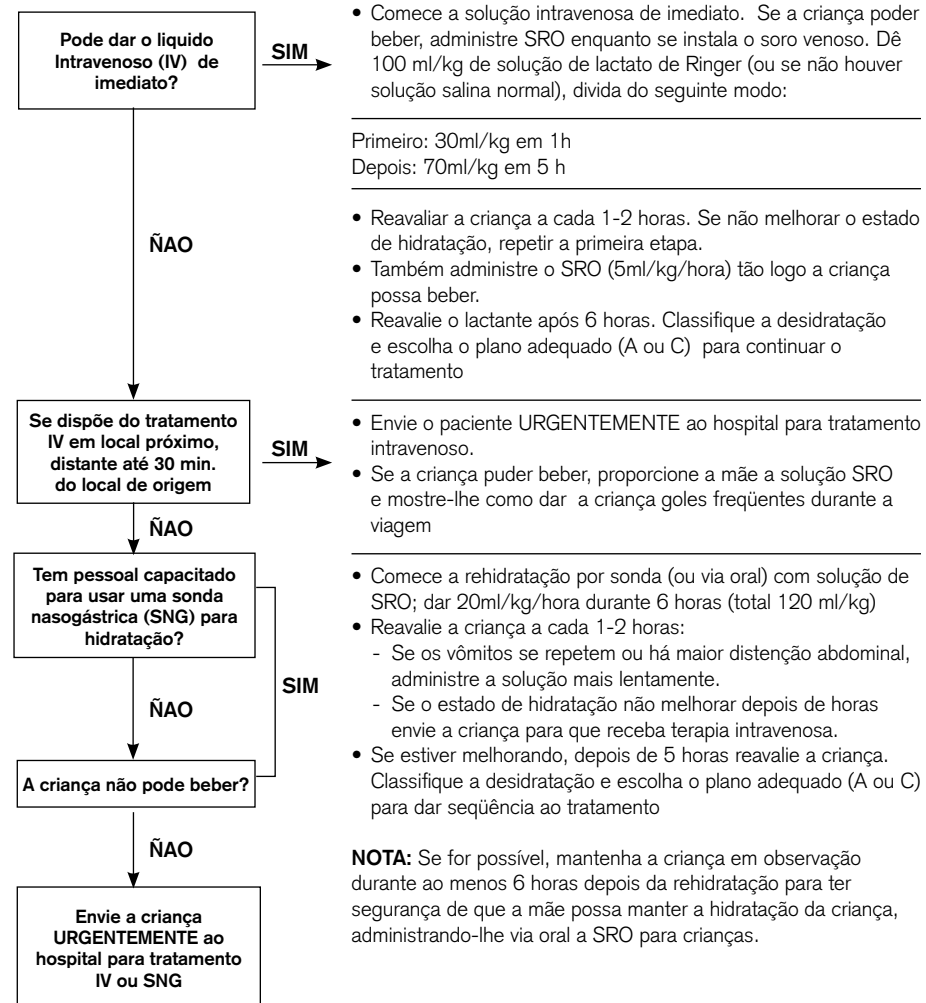 Pode dar o liquido
Intravenoso (IV)  de
imediato?
SIM
• Comece a solução intravenosa de imediato.  Se a criança poder
beber, administre SRO enquanto se instala o soro venoso. Dê
100 ml/kg de solução de lactato de Ringer (ou se não houver
solução salina normal), divida do seguinte modo:
Primeiro: 30ml/kg em 1h
Depois: 70ml/kg em 5 h
ÑAO
• Reavaliar a criança a cada 1-2 horas. Se não melhorar o estado
de hidratação, repetir a primeira etapa.
• Também administre o SRO (5ml/kg/hora) tão logo a criança
possa beber.
• Reavalie o lactante após 6 horas. Classifique a desidratação
e escolha o plano adequado (A ou C)  para continuar o
tratamento
Se dispõe do tratamento
IV em local próximo,
distante até 30 min.
do local de origem
SIM
• Envie o paciente URGENTEMENTE ao hospital para tratamento
intravenoso.
• Se a criança puder beber, proporcione a mãe a solução SRO
e mostre-lhe como dar  a criança goles freqüentes durante a
viagem
ÑAO
Tem pessoal capacitado
para usar uma sonda
nasogástrica (SNG) para
hidratação?
SIM
• Comece a rehidratação por sonda (ou via oral) com solução de
SRO; dar 20ml/kg/hora durante 6 horas (total 120 ml/kg)
• Reavalie a criança a cada 1-2 horas:
- Se os vômitos se repetem ou há maior distenção abdominal,
administre a solução mais lentamente.
- Se o estado de hidratação não melhorar depois de horas
envie a criança para que receba terapia intravenosa.
• Se estiver melhorando, depois de 5 horas reavalie a criança.
Classifique a desidratação e escolha o plano adequado (A ou C)
para dar seqüência ao tratamento
ÑAO
A criança não pode beber?
ÑAO
Envie a criança
URGENTEMENTE ao
hospital para tratamento
IV ou SNG
NOTA: Se for possível, mantenha a criança em observação
durante ao menos 6 horas depois da rehidratação para ter
segurança de que a mãe possa manter a hidratação da criança,
administrando-lhe via oral a SRO para crianças.